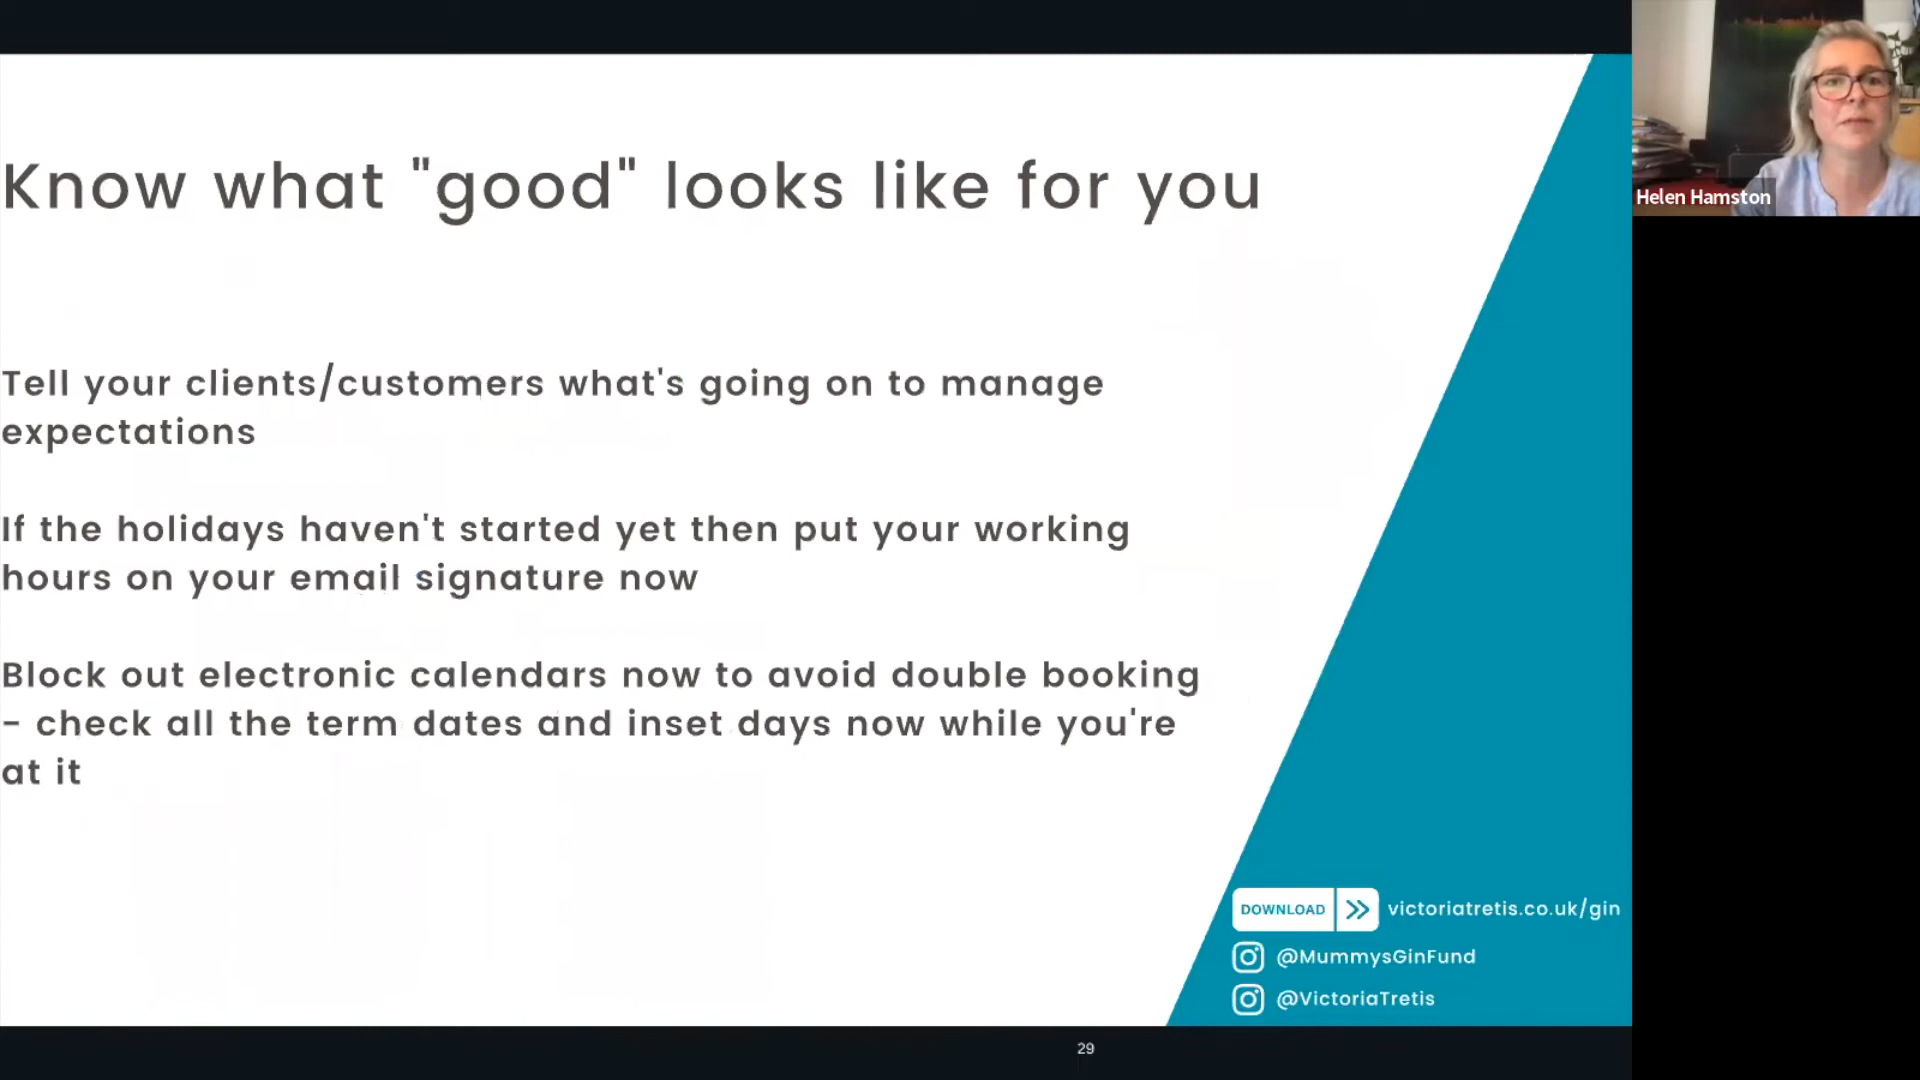 Know what "good" looks like for you
Tell your clients/customers what's going on to manage
expectations
If the holidays haven't started yet then put your working
hours on your email signature now
Block out electronic calendars now to avoid double booking
- check all the term dates and inset days now while you're
at it
DOWNLOAD >> victoriatretis.co.uk/gin
@MummysGinFund
@VictoriaTretis
29
Helen Hamston